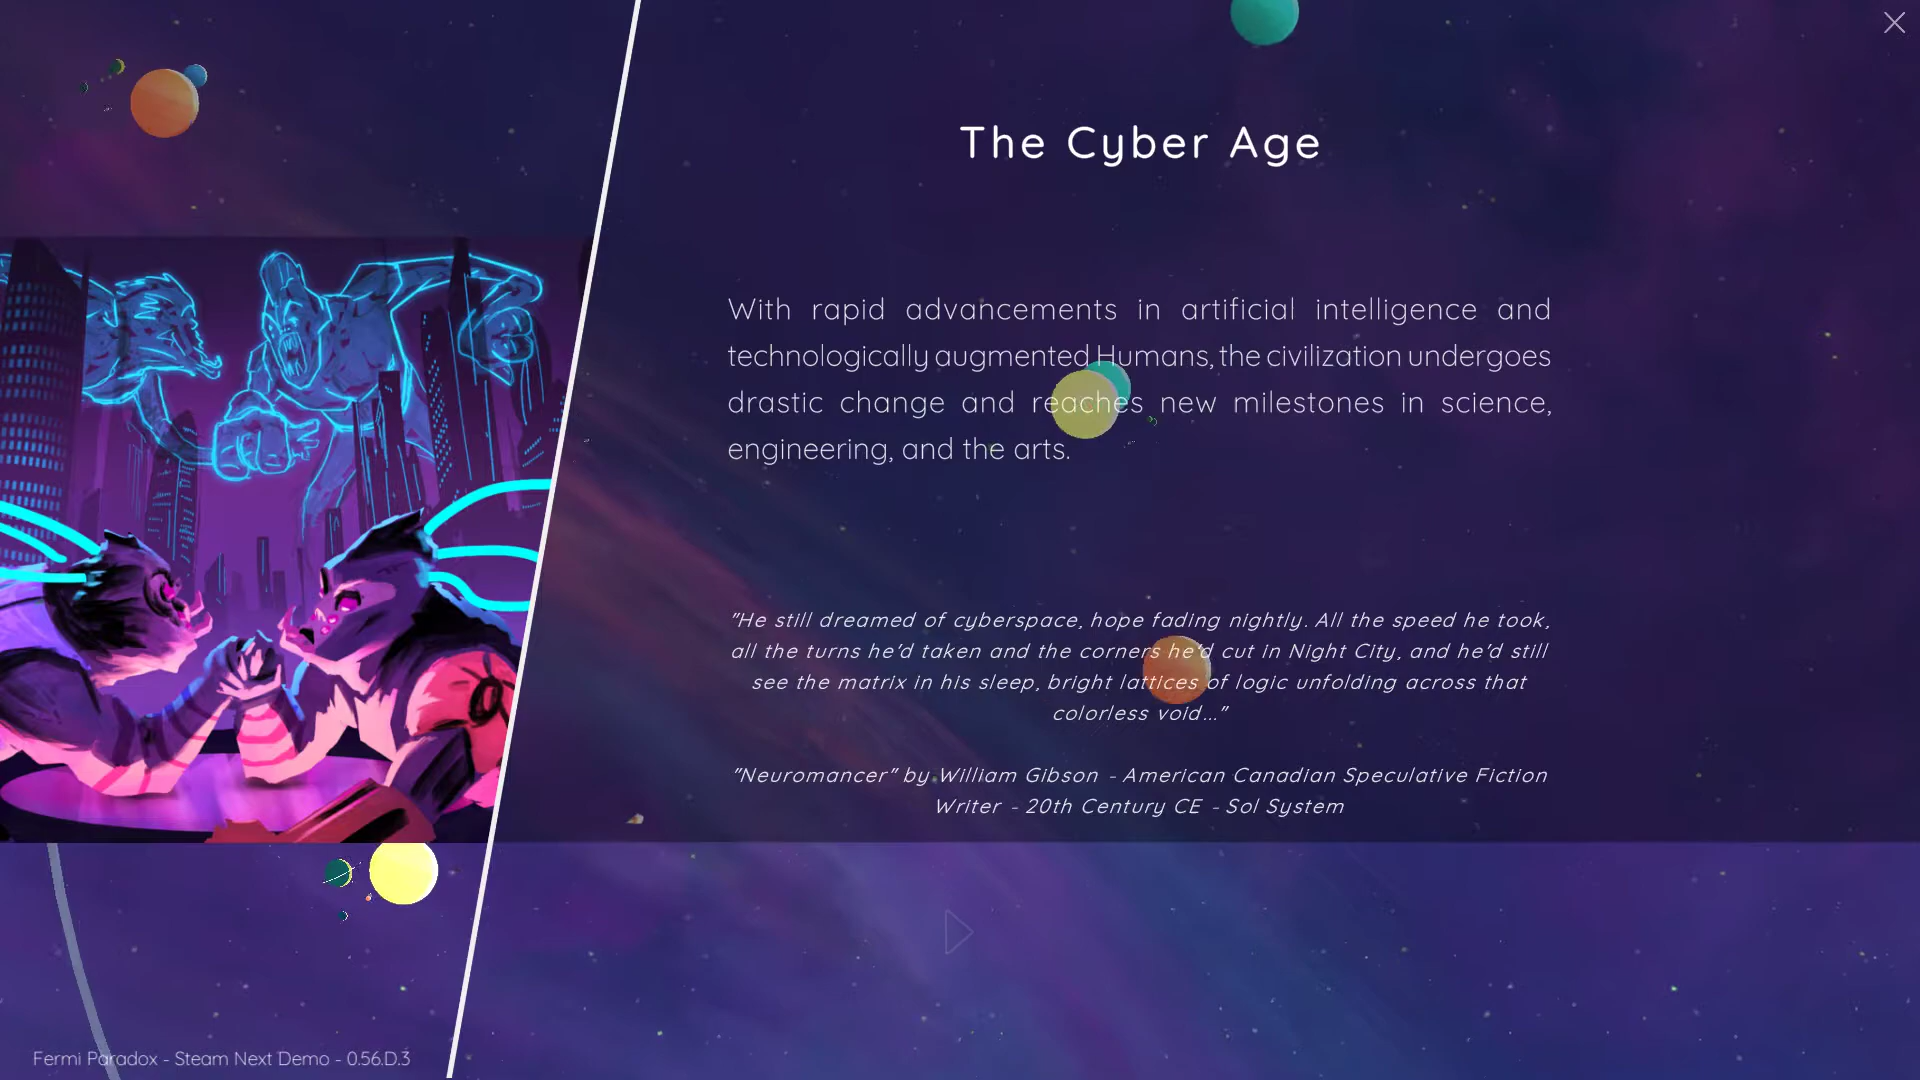 The Cyber Age
With rapid advancements in artificial intelligence and
technologically augmented Humans, the civilization undergoes
drastic change and reaches new milestones in science,
engineering, and the arts.
"He still dreamed of cyberspace, hope fading nightly. All the speed he took,
all the turns he'd taken and the corners he'd cut in Night City, and he'd still
see the matrix in his sleep, bright lattices of logic unfolding across that
colorless void..."
"Neuromancer" by William Gibson - American Canadian Speculative Fiction
Writer - 20th Century CE - Sol System
Fermi Paradox - Steam Next Demo - 0.56.D.3